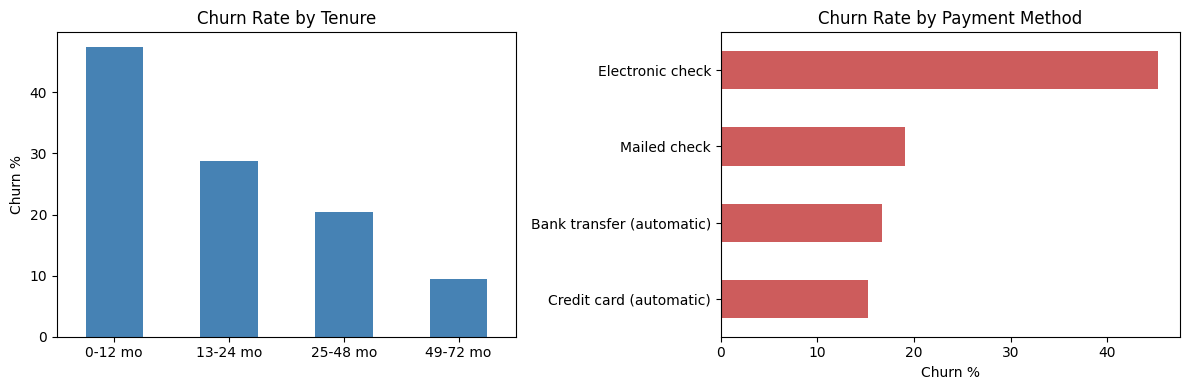 Churn Rate by Tenure
Churn %
40
30
20
10
0
0-12 mo 13-24 mo 25-48 mo 49-72 mo
Churn Rate by Payment Method
Electronic check
Mailed check
Bank transfer (automatic)
Credit card (automatic)
0 10 20 30 40
Churn %